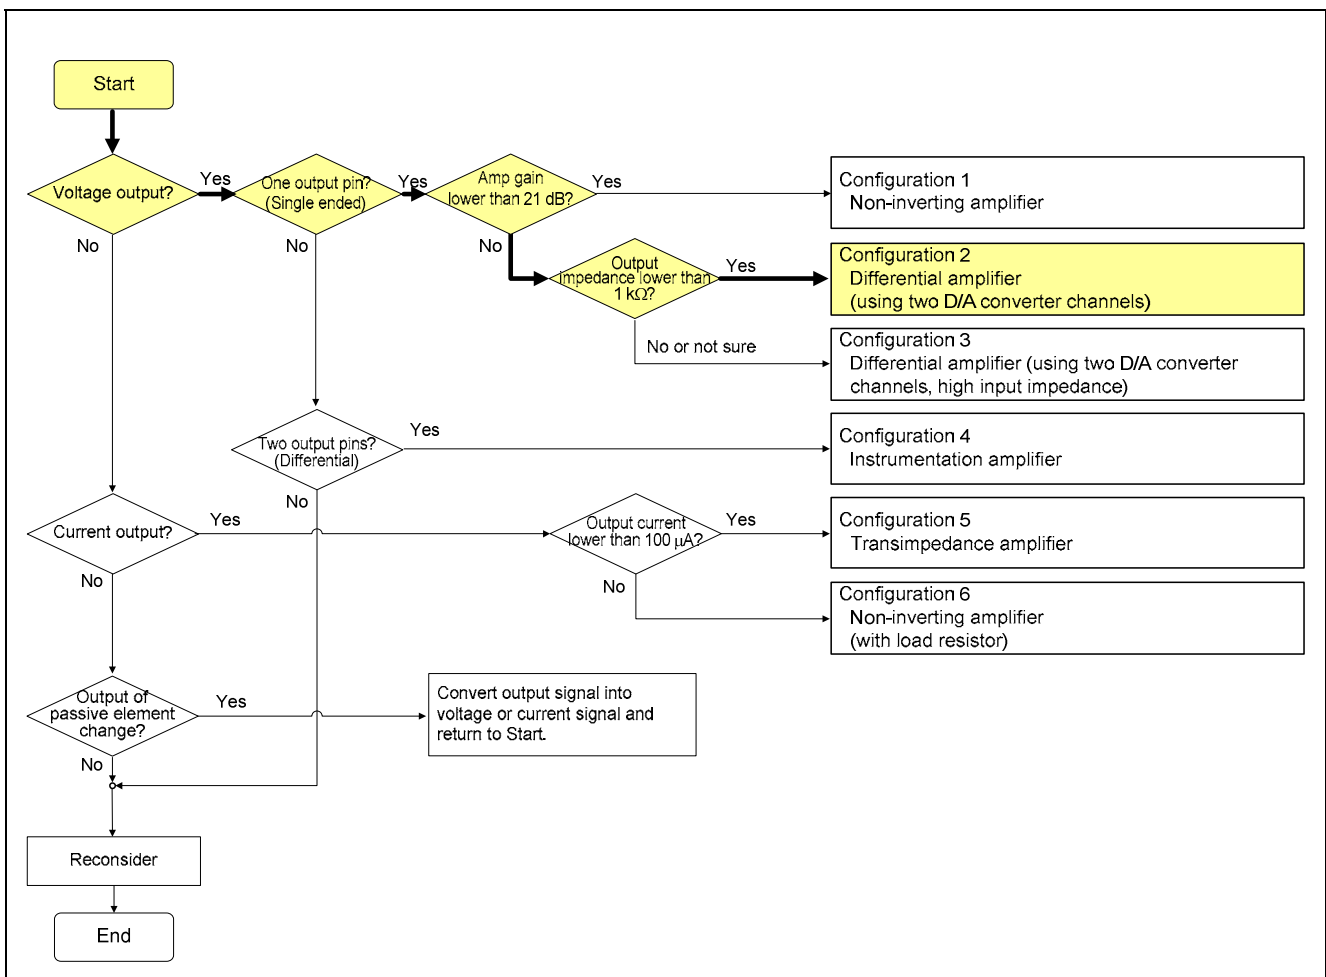 Start
Voltage output?
Yes
One output pin?
(Single ended)
Yes
Amp gain
lower than 21 dB?
Yes
Configuration 1
Non-inverting amplifier
No
No
No
Output
impedance lower than
1 kΩ?
Yes
Configuration 2
Differential amplifier
(using two D/A converter channels)
No or not sure
Configuration 3
Differential amplifier (using two D/A converter
channels, high input impedance)
Two output pins?
(Differential)
Yes
Configuration 4
Instrumentation amplifier
No
Current output?
Yes
Output current
lower than 100 µA?
Yes
Configuration 5
Transimpedance amplifier
No
No
Configuration 6
Non-inverting amplifier
(with load resistor)
Output of
passive element
change?
Yes
Convert output signal into
voltage or current signal and
return to Start.
No
Reconsider
End